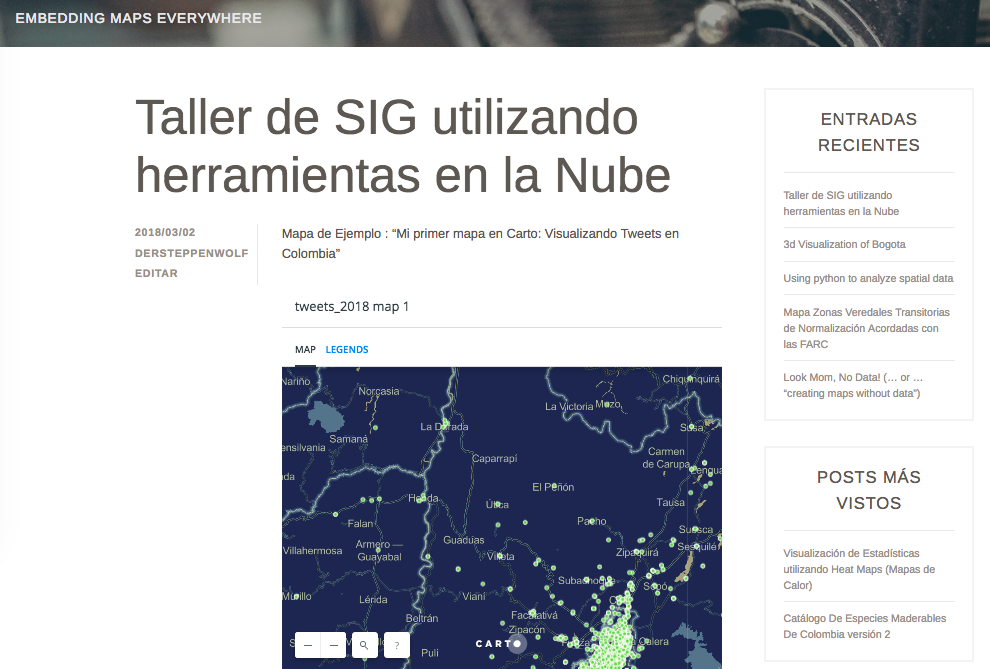 EMBEDDING MAPS EVERYWHERE
Taller de SIG utilizando
herramientas en la Nube
2018/03/02
DERSTEPPENWOLF
EDITAR
Mapa de Ejemplo : “Mi primer mapa en Carto: Visualizando Tweets en
Colombia”
tweets_2018 map 1
MAP LEGENDS
Nariño
Norcasia
Chiquinquirá
La Victoria Muzo
La Dorada
Susa
Samaná
ensilvania
Caparrapí
Carmen
de Carupa
El Peñón
Honda
Útica
Tausa
Falan
Pacho
Suesca
Armero —
Guayabal
Guaduas
Villahermosa
Villeta
Zipaquirá
Sesquilé
Subachoque
Sopó
Murillo
Lérida
Vianí
Facatativá
Beltrán
Zipacón
Calera
Pulí
CARTO
?
ENTRADAS
RECIENTES
Taller de SIG utilizando
herramientas en la Nube
3d Visualization of Bogota
Using python to analyze spatial data
Mapa Zonas Veredales Transitorias
de Normalización Acordadas con
las FARC
Look Mom, No Data! (… or …
“creating maps without data”)
POSTS MÁS
VISTOS
Visualización de Estadísticas
utilizando Heat Maps (Mapas de
Calor)
Catálogo De Especies Maderables
De Colombia versión 2